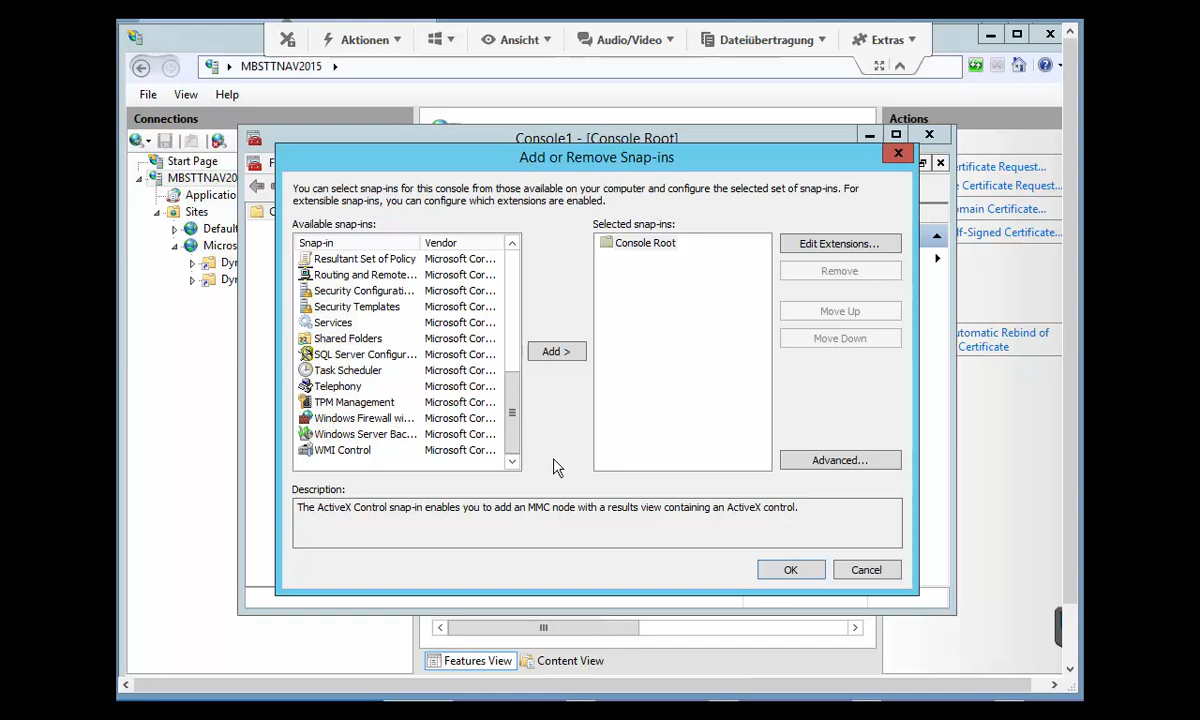 Aktionen
Ansicht
Audio/Video
Dateiübertragung
Extras
MBSTTNAV2015
File View Help
Connections
Actions
Start Page
MBSTTNAV20
Applicatio
Sites
Defaul
Micros
Dyr
Dyr
Console1 - [Console Root]
Add or Remove Snap-ins
You can select snap-ins for this console from those available on your computer and configure the selected set of snap-ins. For
extensible snap-ins, you can configure which extensions are enabled.
Available snap-ins:
Snap-in Vendor
Resultant Set of Policy Microsoft Cor...
Routing and Remote... Microsoft Cor...
Security Configurati... Microsoft Cor...
Security Templates Microsoft Cor...
Services Microsoft Cor...
Shared Folders Microsoft Cor...
SQL Server Configur... Microsoft Cor...
Task Scheduler Microsoft Cor...
Telephony Microsoft Cor...
TPM Management Microsoft Cor...
Windows Firewall wi... Microsoft Cor...
Windows Server Bac... Microsoft Cor...
WMI Control Microsoft Cor...
Add >
Selected snap-ins:
Console Root
Edit Extensions...
Remove
Move Up
Move Down
Advanced...
Description:
The ActiveX Control snap-in enables you to add an MMC node with a results view containing an ActiveX control.
OK
Cancel
ertificate Request...
e Certificate Request...
omain Certificate...
elf-Signed Certificate...
utomatic Rebind of
Certificate
Features View
Content View